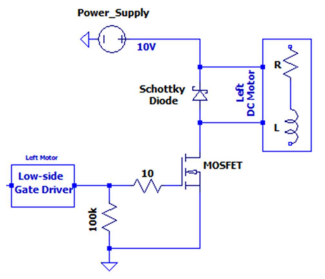 Power_Supply
10V
Schottky
Diode
Left
DC Motor
R
L
MOSFET
Left Motor
Low-side
Gate Driver
10
100k